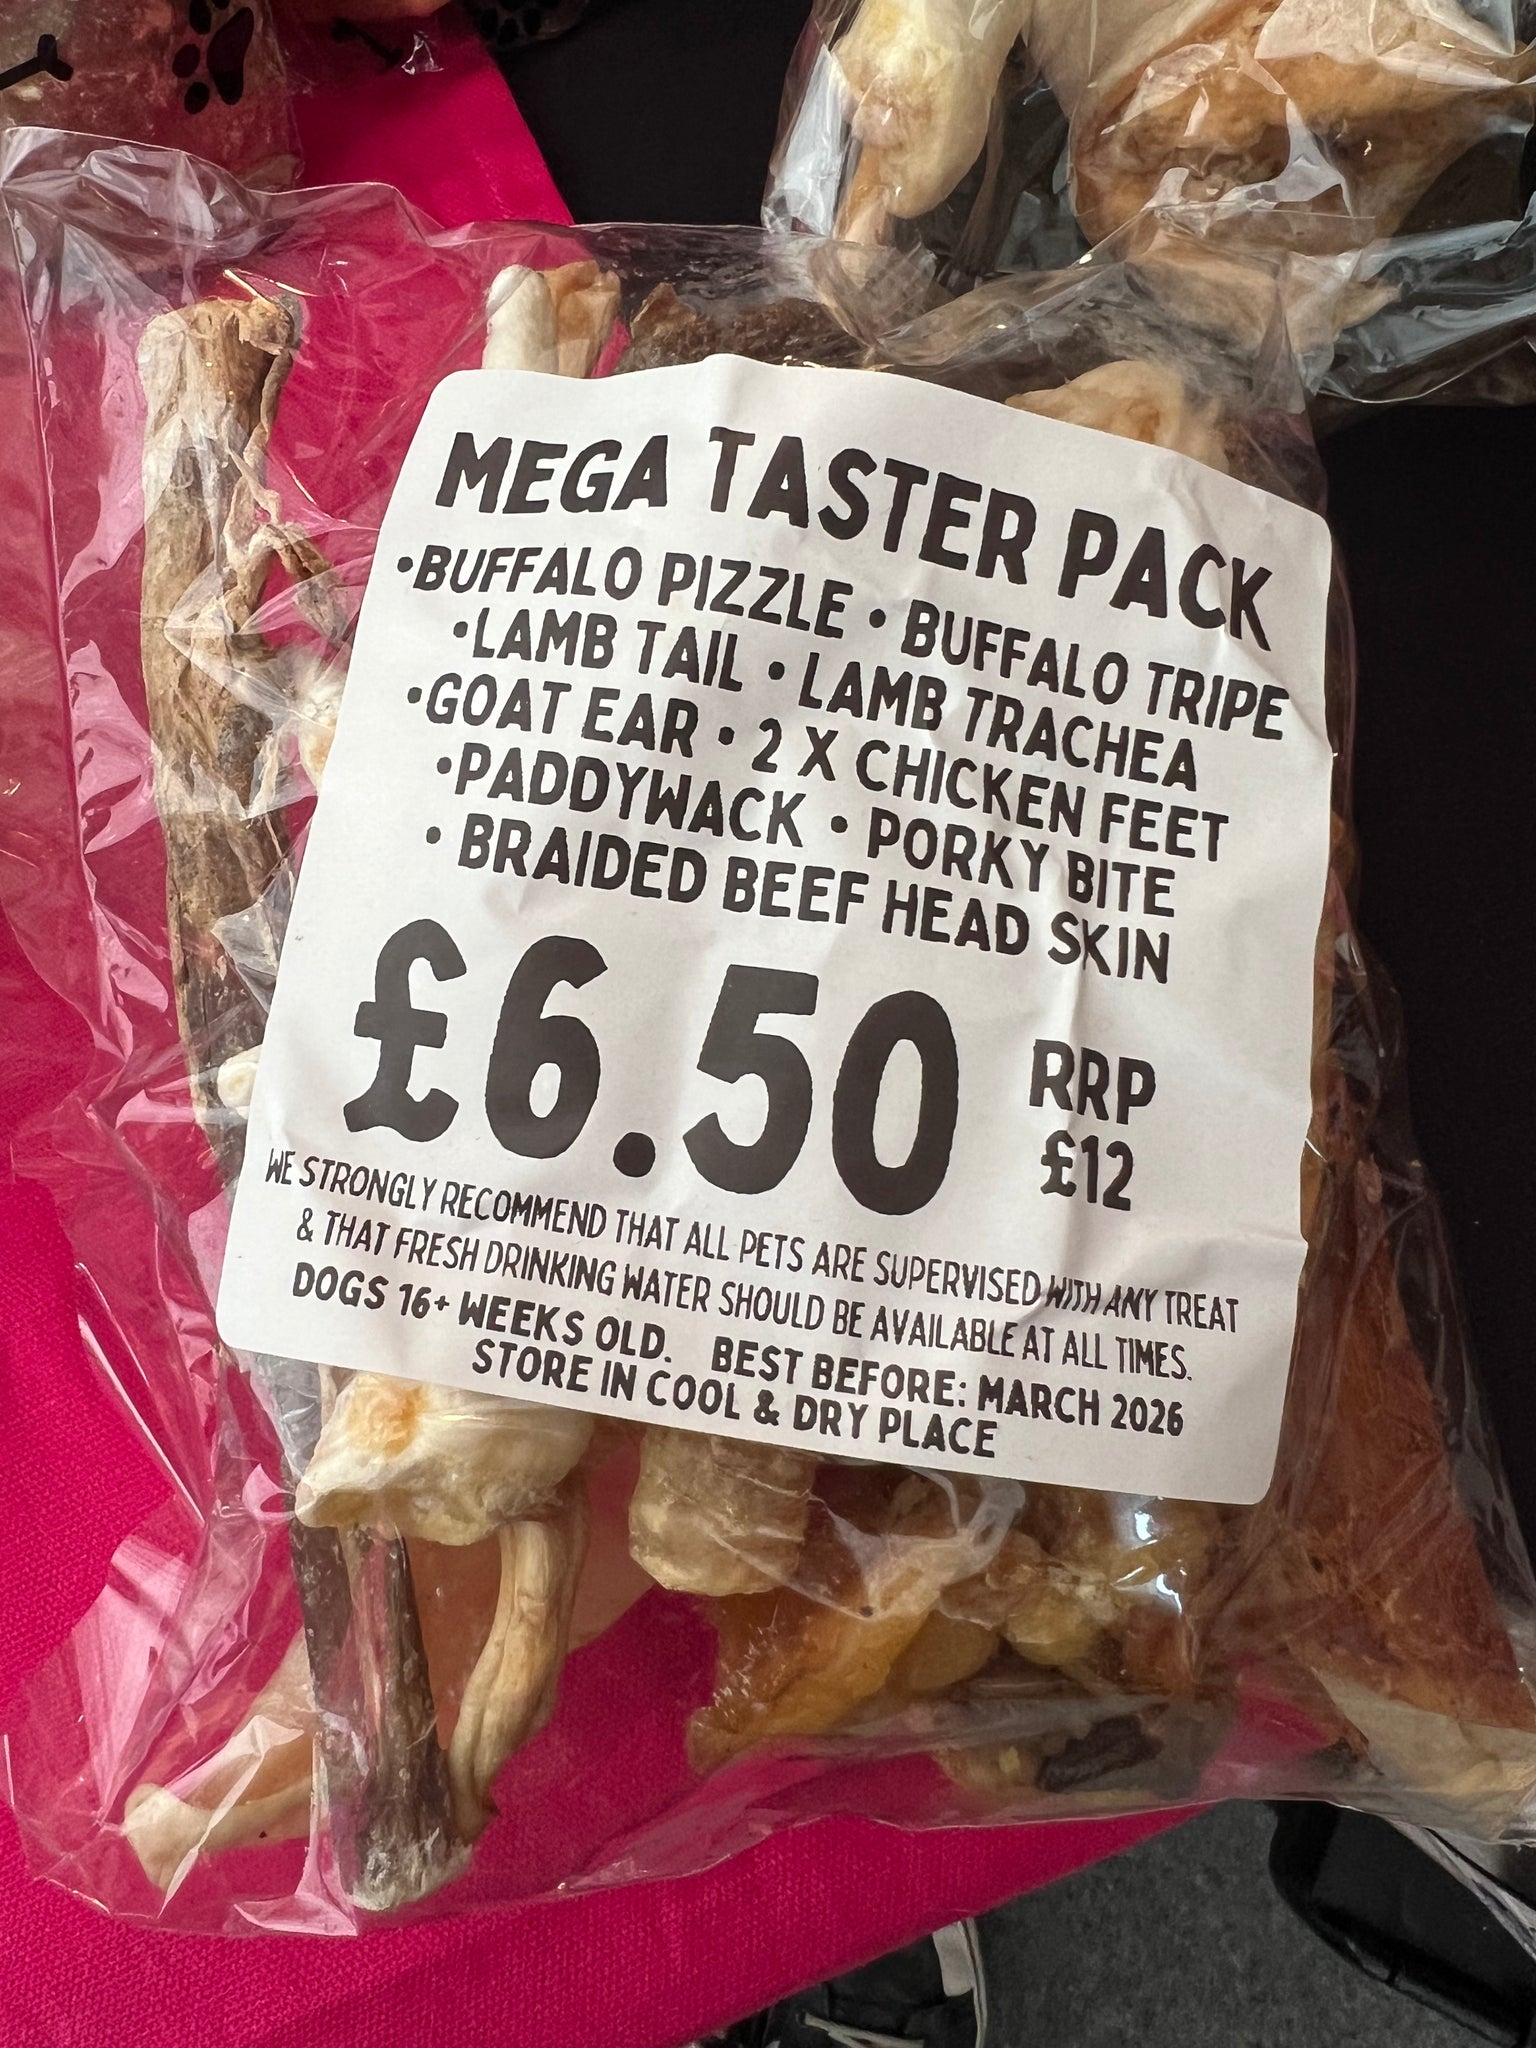 MEGA TASTER PACK
•BUFFALO PIZZLE • BUFFALO TRIPE
•LAMB TAIL • LAMB TRACHEA
•GOAT EAR • 2 X CHICKEN FEET
•PADDYWACK • PORKY BITE
• BRAIDED BEEF HEAD SKIN
£6.50
RRP
£12
WE STRONGLY RECOMMEND THAT ALL PETS ARE SUPERVISED WITH ANY TREAT
& THAT FRESH DRINKING WATER SHOULD BE AVAILABLE AT ALL TIMES.
DOGS 16+ WEEKS OLD. BEST BEFORE: MARCH 2026
STORE IN COOL & DRY PLACE